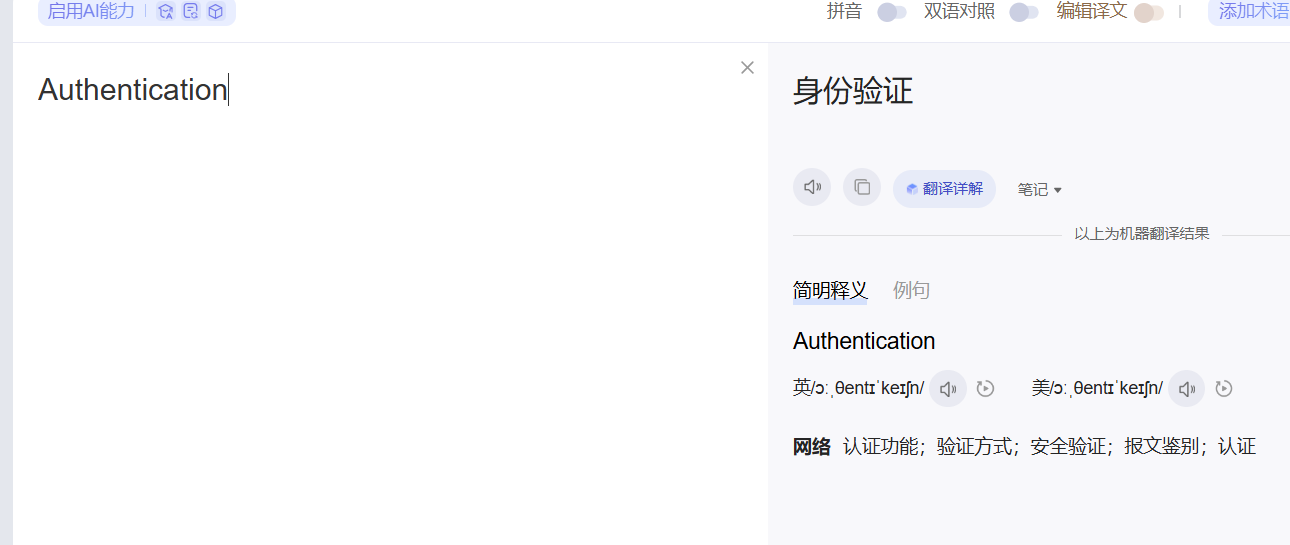 启用AI能力
拼音 双语对照 编辑译文 添加术语
Authentication
身份验证
翻译详解 笔记
以上为机器翻译结果
简明释义 例句
Authentication
英/ɔːˌθentɪˈkeɪʃn/ 美/ɔːˌθentɪˈkeɪʃn/
网络 认证功能；验证方式；安全验证；报文鉴别；认证